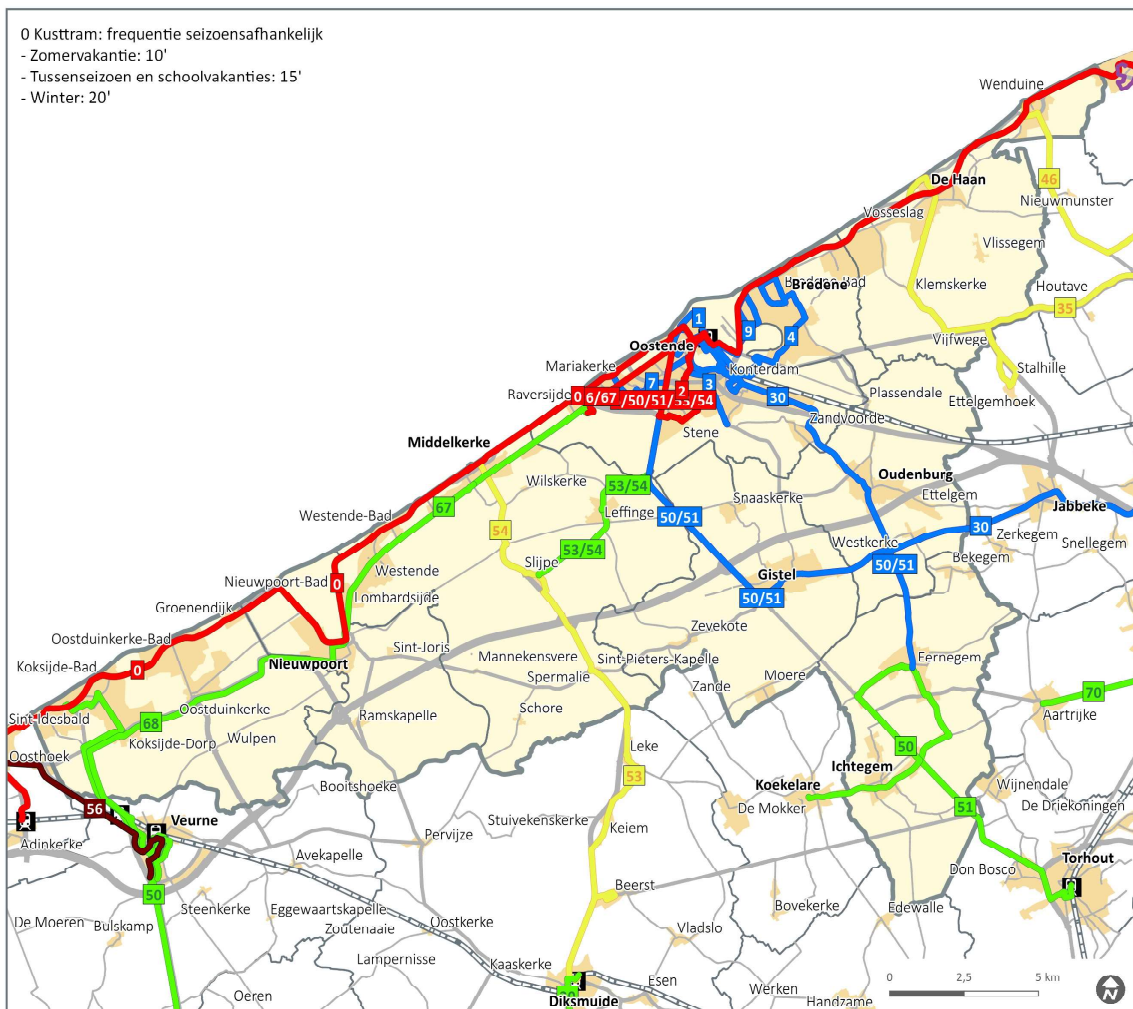 0 Kusttram: frequentie seizoensafhankelijk
- Zomervakantie: 10'
- Tussenseizoen en schoolvakanties: 15'
- Winter: 20'
Wenduine
De Haan
46
Nieuwmunster
Vosseslag
Vlissegem
Bredene
Klemskerke
Houtave
35
1
9
4
Vijfwege
Oostende
Mariakerke
Konterdam
Stalhille
7
3
2
30
Plassendale
Ettelgemhoek
Raversijde
0
6/67
/50/51
54
Zandvoorde
Stene
Middelkerke
Wilskerke
53/54
Oudenburg
Snaaskerke
Ettelgem
67
Leffinge
50/51
Jabbeke
Westende-Bad
54
30
Zerkegem
Snellegem
53/54
Westkerke
Slijpe
50/51
Bekegem
Nieuwpoort-Bad
0
Westende
Gistel
Lombardsijde
50/51
Groenendijk
Zevekote
Oostduinkerke-Bad
Sint-Joris
Mannekensvere
Sint-Pieters-Kapelle
Eernegem
Koksijde-Bad
0
Nieuwpoort
Spermalie
Moere
Zande
70
Sint-Idesbald
68
Oostduinkerke
Ramskapelle
Schore
Aartrijke
Koksijde-Dorp
Wulpen
Leke
50
Oosthoek
Ichtegem
53
Booitshoeke
Koekelare
Wijnendale
56
De Mokker
51
De Driekoningen
Veurne
Stuivekenskerke
Keiem
Adinkerke
Pervijze
Avekapelle
Torhout
Don Bosco
50
Beerst
Steenkerke
Eggewaartskapelle
Bovekerke
Edewalle
De Moeren
Bulskamp
Zoutenaaie
Oostkerke
Vladslo
Lampernisse
Kaaskerke
Esen
0 2,5 5 km
Oeren
Diksmuide
Werken
Handzame
N